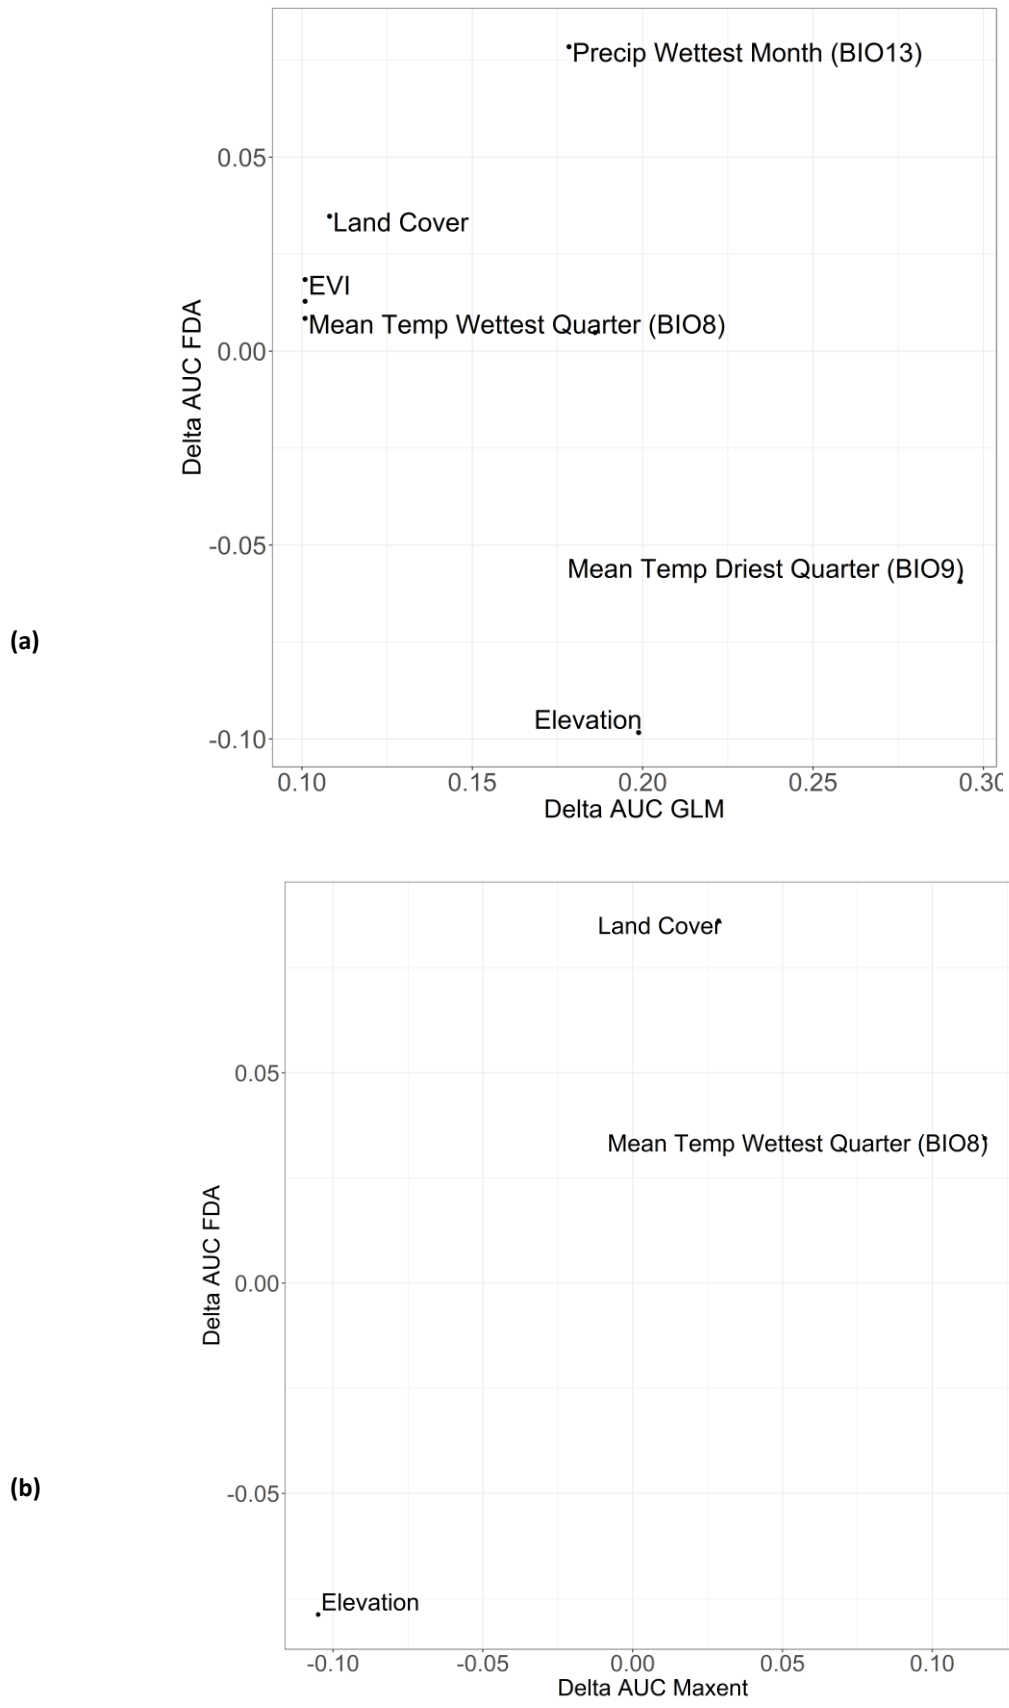 Precip Wettest Month (BIO13)
0.05
Land Cover
EVI
Mean Temp Wettest Quarter (BIO8)
0.00
Delta AUC FDA
-0.05
Mean Temp Driest Quarter (BIO9)
(a)
Elevation
-0.10
0.10 0.15 0.20 0.25 0.30
Delta AUC GLM
Land Cover
0.05
Mean Temp Wettest Quarter (BIO8)
Delta AUC FDA
0.00
(b)
-0.05
Elevation
-0.10 -0.05 0.00 0.05 0.10
Delta AUC Maxent